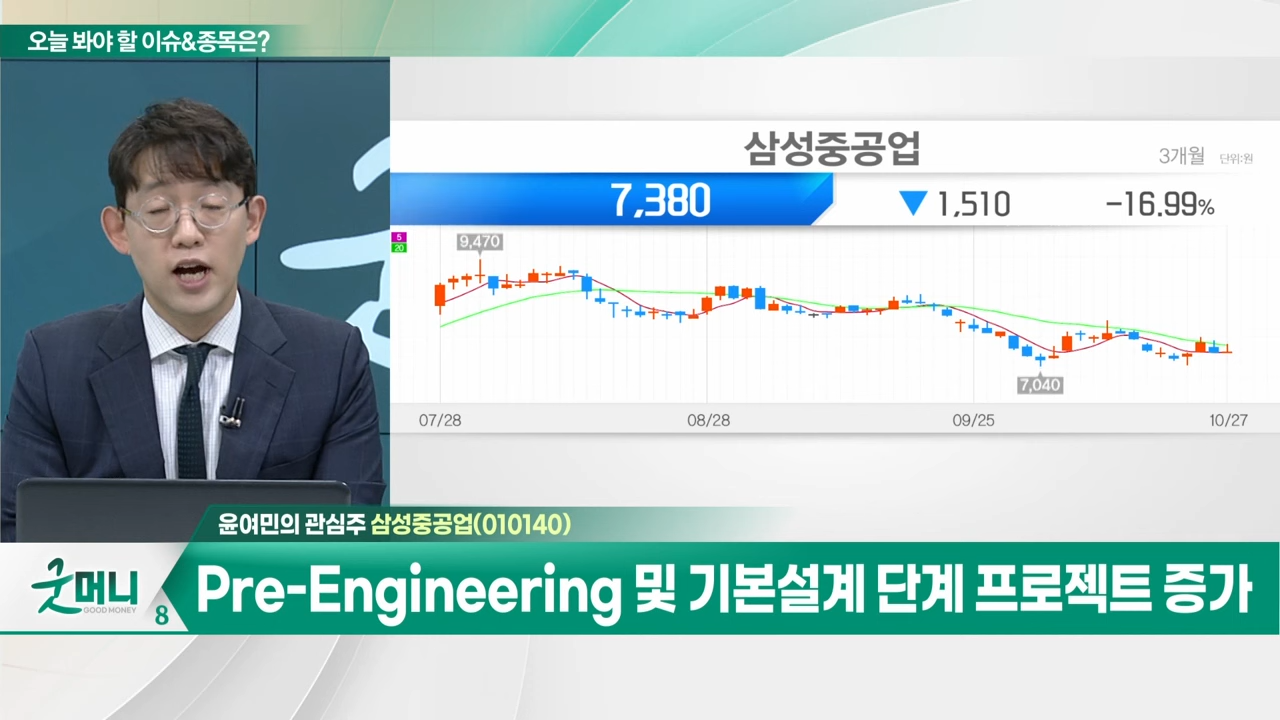 오늘 봐야 할 이슈&종목은?
삼성중공업
3개월 단위:원
7,380 ▼ 1,510 -16.99%
5
20
9,470
7,040
07/28 08/28 09/25 10/27
윤여민의 관심주 삼성중공업(010140)
굿머니
GOOD MONEY
8
Pre-Engineering 및 기본설계 단계 프로젝트 증가